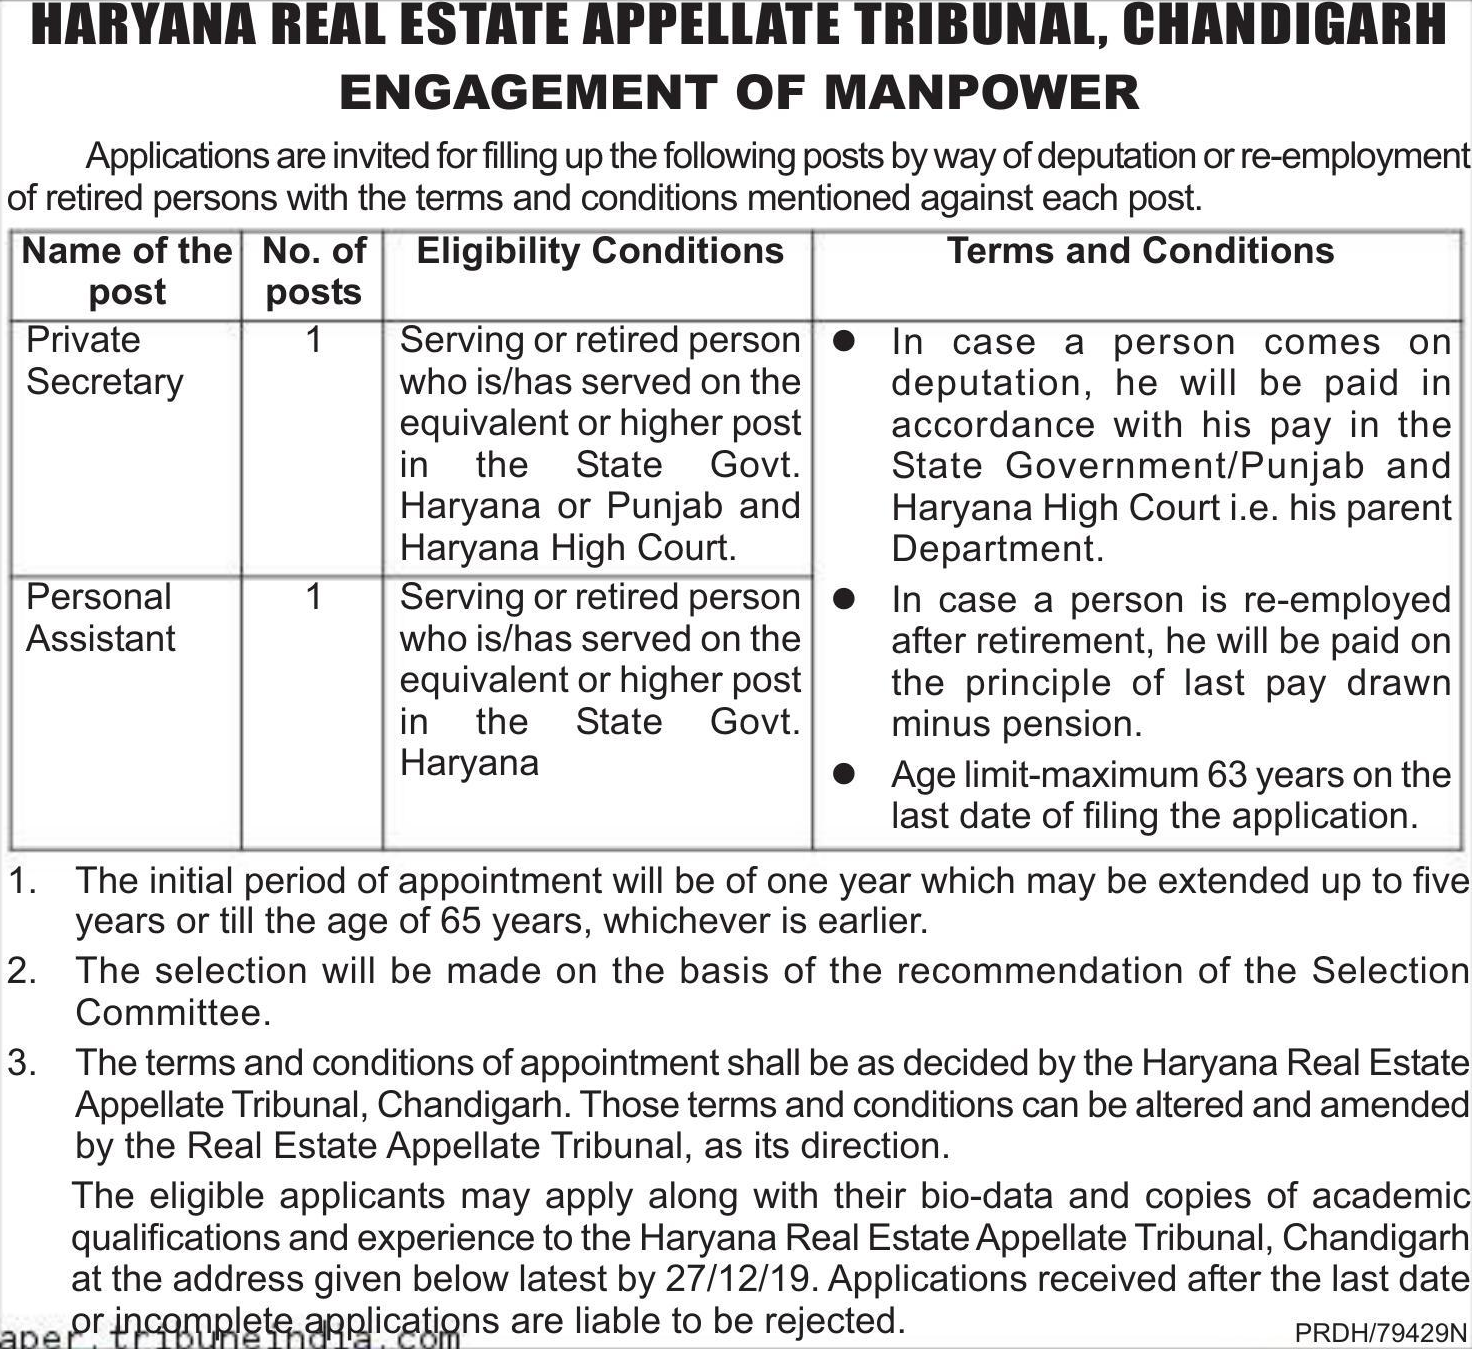 HARYANA REAL ESTATE APPELLATE TRIBUNAL, CHANDIGARH
ENGAGEMENT OF MANPOWER
Applications are invited for filling up the following posts by way of deputation or re-employment
of retired persons with the terms and conditions mentioned against each post.
Name of the post
No. of posts
Eligibility Conditions
Terms and Conditions
Private
Secretary
1
Serving or retired person
who is/has served on the
equivalent or higher post
in the State Govt.
Haryana or Punjab and
Haryana High Court.
Personal
Assistant
1
Serving or retired person
who is/has served on the
equivalent or higher post
in the State Govt.
Haryana
● In case a person comes on
deputation, he will be paid in
accordance with his pay in the
State Government/Punjab and
Haryana High Court i.e. his parent
Department.
● In case a person is re-employed
after retirement, he will be paid on
the principle of last pay drawn
minus pension.
● Age limit-maximum 63 years on the
last date of filing the application.
1. The initial period of appointment will be of one year which may be extended up to five
years or till the age of 65 years, whichever is earlier.
2. The selection will be made on the basis of the recommendation of the Selection
Committee.
3. The terms and conditions of appointment shall be as decided by the Haryana Real Estate
Appellate Tribunal, Chandigarh. Those terms and conditions can be altered and amended
by the Real Estate Appellate Tribunal, as its direction.
The eligible applicants may apply along with their bio-data and copies of academic
qualifications and experience to the Haryana Real Estate Appellate Tribunal, Chandigarh
at the address given below latest by 27/12/19. Applications received after the last date
or incomplete applications are liable to be rejected.
aper.tribuneindia.com
PRDH/79429N